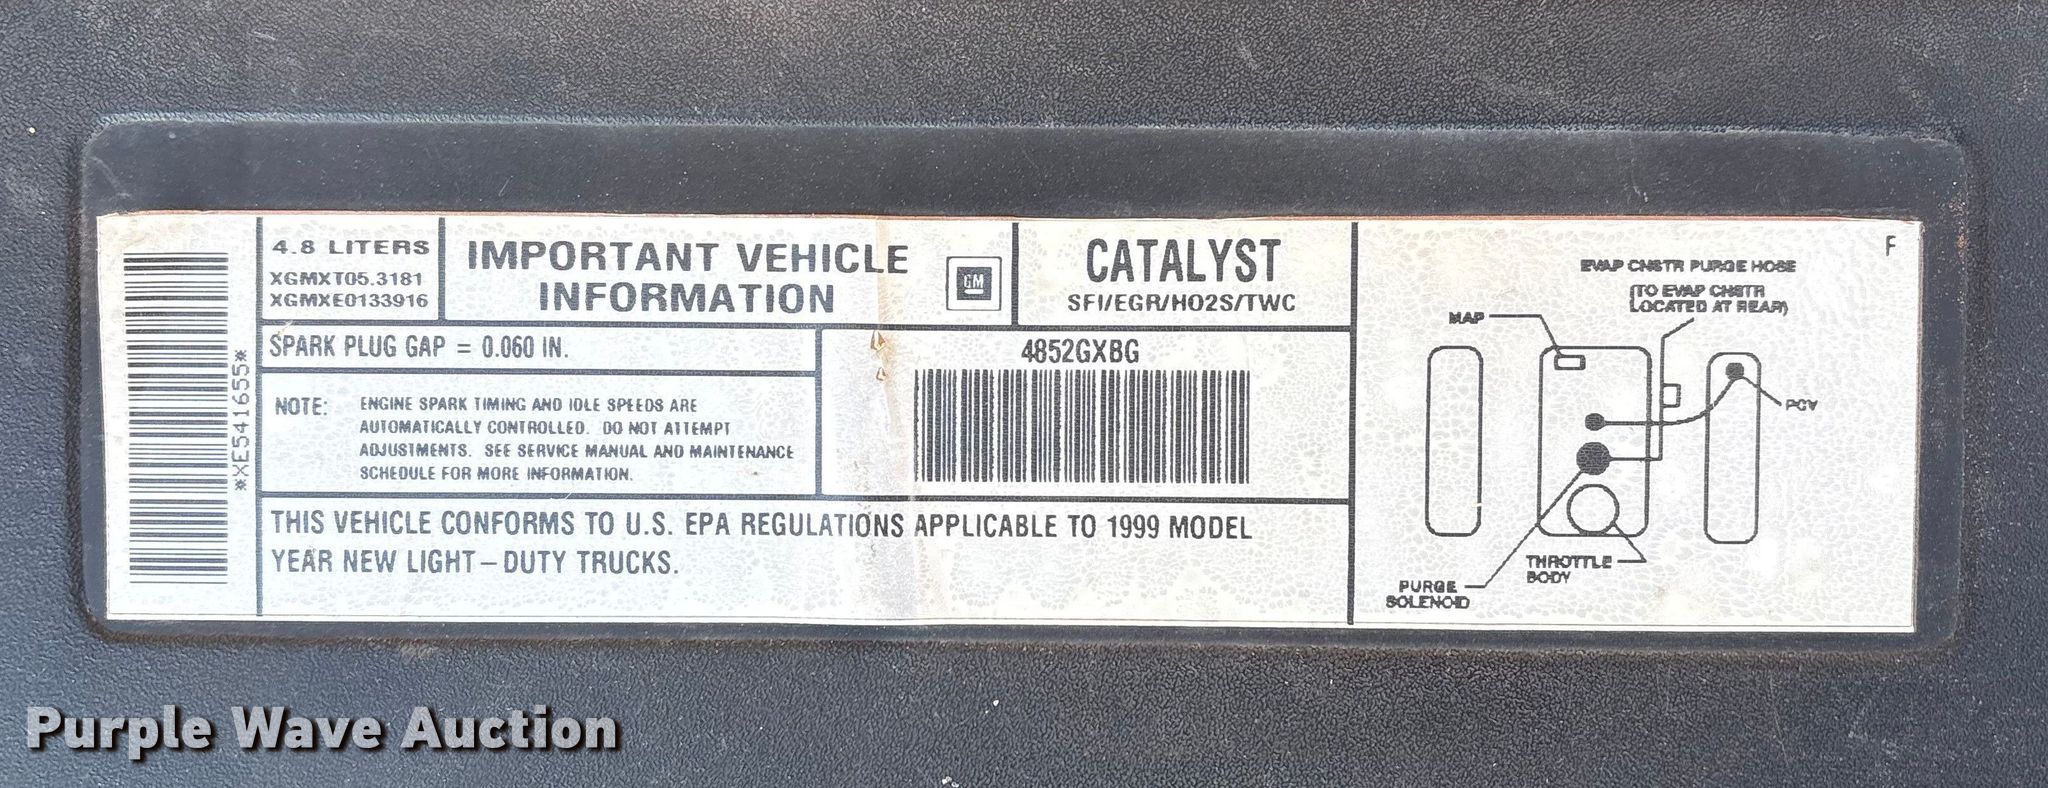 *XE541655*
4.8 LITERS
XGMXT05.3181
XGMXE0133916
IMPORTANT VEHICLE
INFORMATION
GM
CATALYST
SFI/EGR/HO2S/TWC
SPARK PLUG GAP = 0.060 IN.
4852GXBG
NOTE: ENGINE SPARK TIMING AND IDLE SPEEDS ARE
AUTOMATICALLY CONTROLLED. DO NOT ATTEMPT
ADJUSTMENTS. SEE SERVICE MANUAL AND MAINTENANCE
SCHEDULE FOR MORE INFORMATION.
THIS VEHICLE CONFORMS TO U.S. EPA REGULATIONS APPLICABLE TO 1999 MODEL
YEAR NEW LIGHT-DUTY TRUCKS.
F
EVAP CNSTR PURGE HOSE
(TO EVAP CNSTR
LOCATED AT REAR)
MAP
PCV
THROTTLE
BODY
PURGE
SOLENOID
Purple Wave Auction